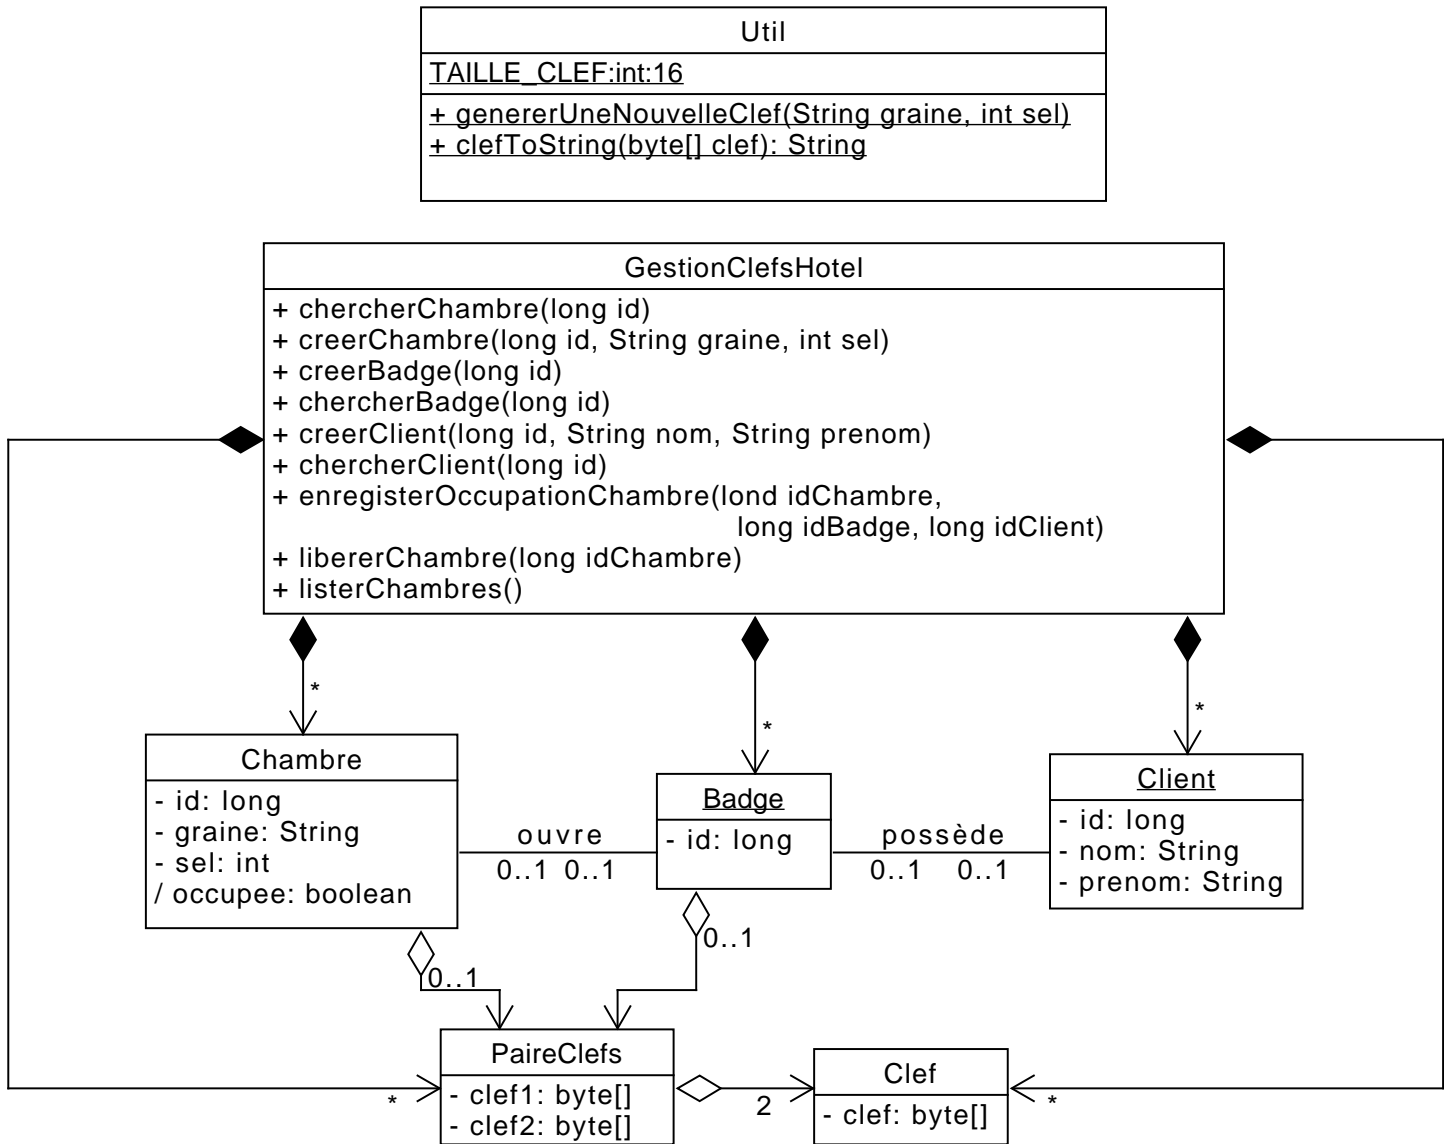 Util
TAILLE_CLEF:int:16
+ genererUneNouvelleClef(String graine, int sel)
+ clefToString(byte[] clef): String
GestionClefsHotel
+ chercherChambre(long id)
+ creerChambre(long id, String graine, int sel)
+ creerBadge(long id)
+ chercherBadge(long id)
+ creerClient(long id, String nom, String prenom)
+ chercherClient(long id)
+ enregisterOccupationChambre(lond idChambre,
long idBadge, long idClient)
+ libererChambre(long idChambre)
+ listerChambres()
*
*
*
Chambre
- id: long
- graine: String
- sel: int
/ occupee: boolean
ouvre
0..1 0..1
Badge
- id: long
possède
0..1 0..1
Client
- id: long
- nom: String
- prenom: String
0..1
0..1
*
PaireClefs
- clef1: byte[]
- clef2: byte[]
2
Clef
- clef: byte[]
*